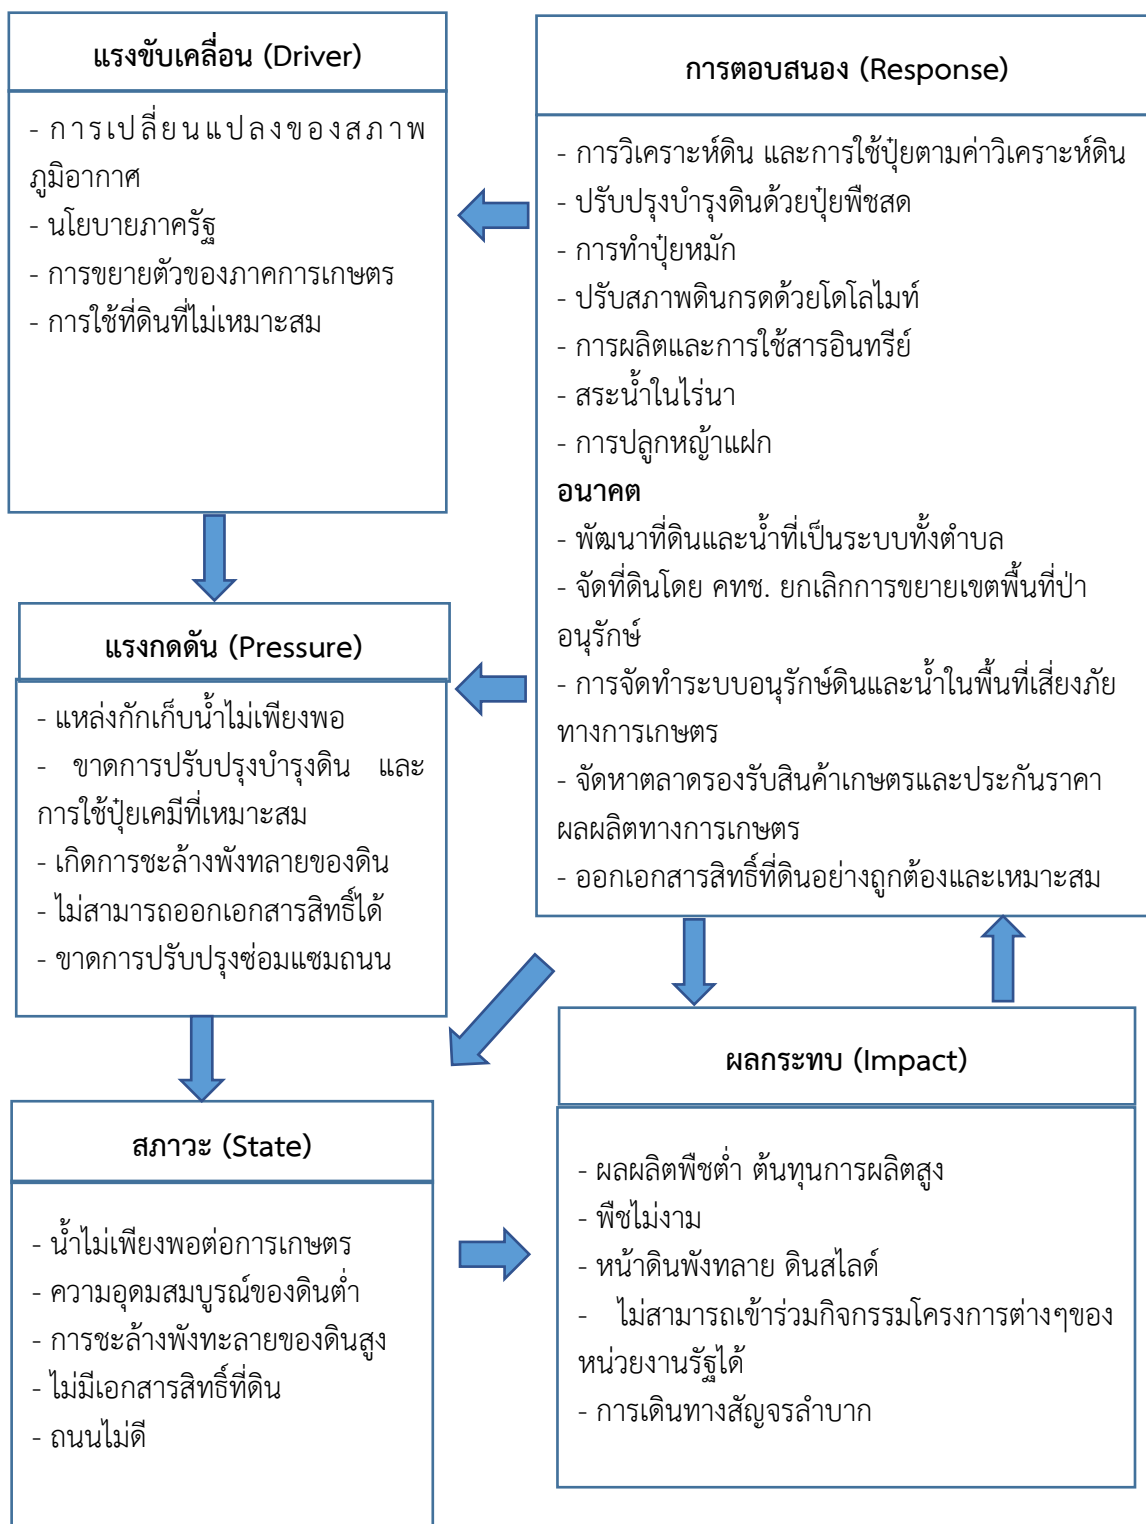 แรงขับเคลื่อน (Driver)
- การเปลี่ยนแปลงของสภาพ
ภูมิอากาศ
- นโยบายภาครัฐ
- การขยายตัวของภาคการเกษตร
- การใช้ที่ดินที่ไม่เหมาะสม
การตอบสนอง (Response)
- การวิเคราะห์ดิน และการใช้ปุ๋ยตามค่าวิเคราะห์ดิน
- ปรับปรุงบำรุงดินด้วยปุ๋ยพืชสด
- การทำปุ๋ยหมัก
- ปรับสภาพดินกรดด้วยโดโลไมท์
- การผลิตและการใช้สารอินทรีย์
- สระน้ำในไร่นา
- การปลูกหญ้าแฝก
อนาคต
- พัฒนาที่ดินและน้ำที่เป็นระบบทั้งตำบล
- จัดที่ดินโดย คทช. ยกเลิกการขยายเขตพื้นที่ป่า
อนุรักษ์
- การจัดทำระบบอนุรักษ์ดินและน้ำในพื้นที่เสี่ยงภัย
ทางการเกษตร
- จัดหาตลาดรองรับสินค้าเกษตรและประกันราคา
ผลผลิตทางการเกษตร
- ออกเอกสารสิทธิ์ที่ดินอย่างถูกต้องและเหมาะสม
แรงกดดัน (Pressure)
- แหล่งกักเก็บน้ำไม่เพียงพอ
- ขาดการปรับปรุงบำรุงดิน และ
การใช้ปุ๋ยเคมีที่เหมาะสม
- เกิดการชะล้างพังทลายของดิน
- ไม่สามารถออกเอกสารสิทธิ์ได้
- ขาดการปรับปรุงซ่อมแซมถนน
สภาวะ (State)
- น้ำไม่เพียงพอต่อการเกษตร
- ความอุดมสมบูรณ์ของดินต่ำ
- การชะล้างพังทะลายของดินสูง
- ไม่มีเอกสารสิทธิ์ที่ดิน
- ถนนไม่ดี
ผลกระทบ (Impact)
- ผลผลิตพืชต่ำ ต้นทุนการผลิตสูง
- พืชไม่งาม
- หน้าดินพังทลาย ดินสไลด์
- ไม่สามารถเข้าร่วมกิจกรรมโครงการต่างๆของ
หน่วยงานรัฐได้
- การเดินทางสัญจรลำบาก